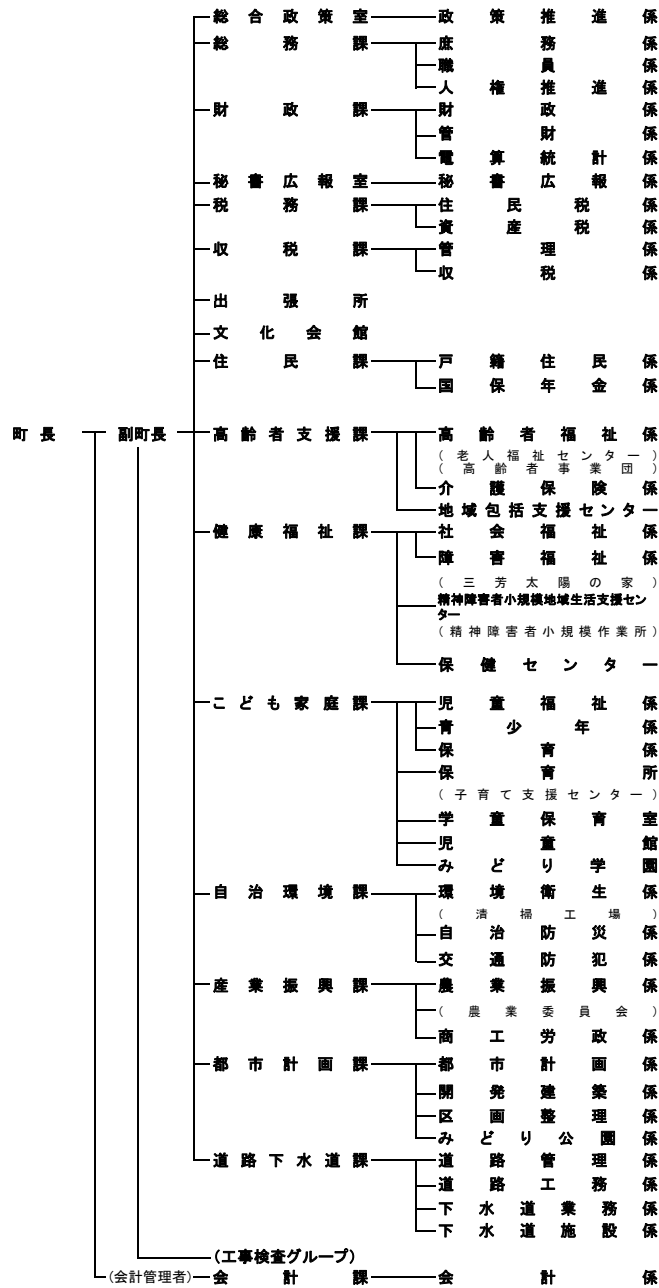 総合政策室 政策推進係
総務課 庶務係
職員係
人権推進係
財政課 財政係
管財係
電算統計係
秘書広報室 秘書広報係
税務課 住民税係
資産税係
収税課 管理係
収税係
出張所
文化会館
住民課 戸籍住民係
国保年金係
町長 副町長 高齢者支援課 高齢者福祉係
(老人福祉センター)
(高齢者事業団)
介護保険係
地域包括支援センター
健康福祉課 社会福祉係
障害福祉係
(三芳太陽の家)
精神障害者小規模地域生活支援セン
ター
(精神障害者小規模作業所)
保健センター
こども家庭課 児童福祉係
青少年係
保育係
保育所
(子育て支援センター)
学童保育室
児童館
みどり学園
自治環境課 環境衛生係
(清掃工場)
自治防災係
交通防犯係
産業振興課 農業振興係
(農業委員会)
商工労政係
都市計画課 都市計画係
開発建築係
区画整理係
みどり公園係
道路下水道課 道路管理係
道路工務係
下水道業務係
下水道施設係
(工事検査グループ)
(会計管理者) 会計課 会計係